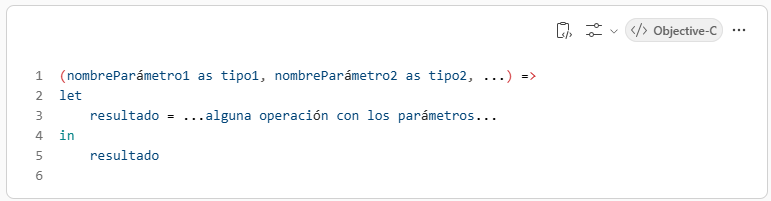 Objective-C
1 (nombreParámetro1 as tipo1, nombreParámetro2 as tipo2, ...) =>
2 let
3     resultado = ...alguna operación con los parámetros...
4 in
5     resultado
6